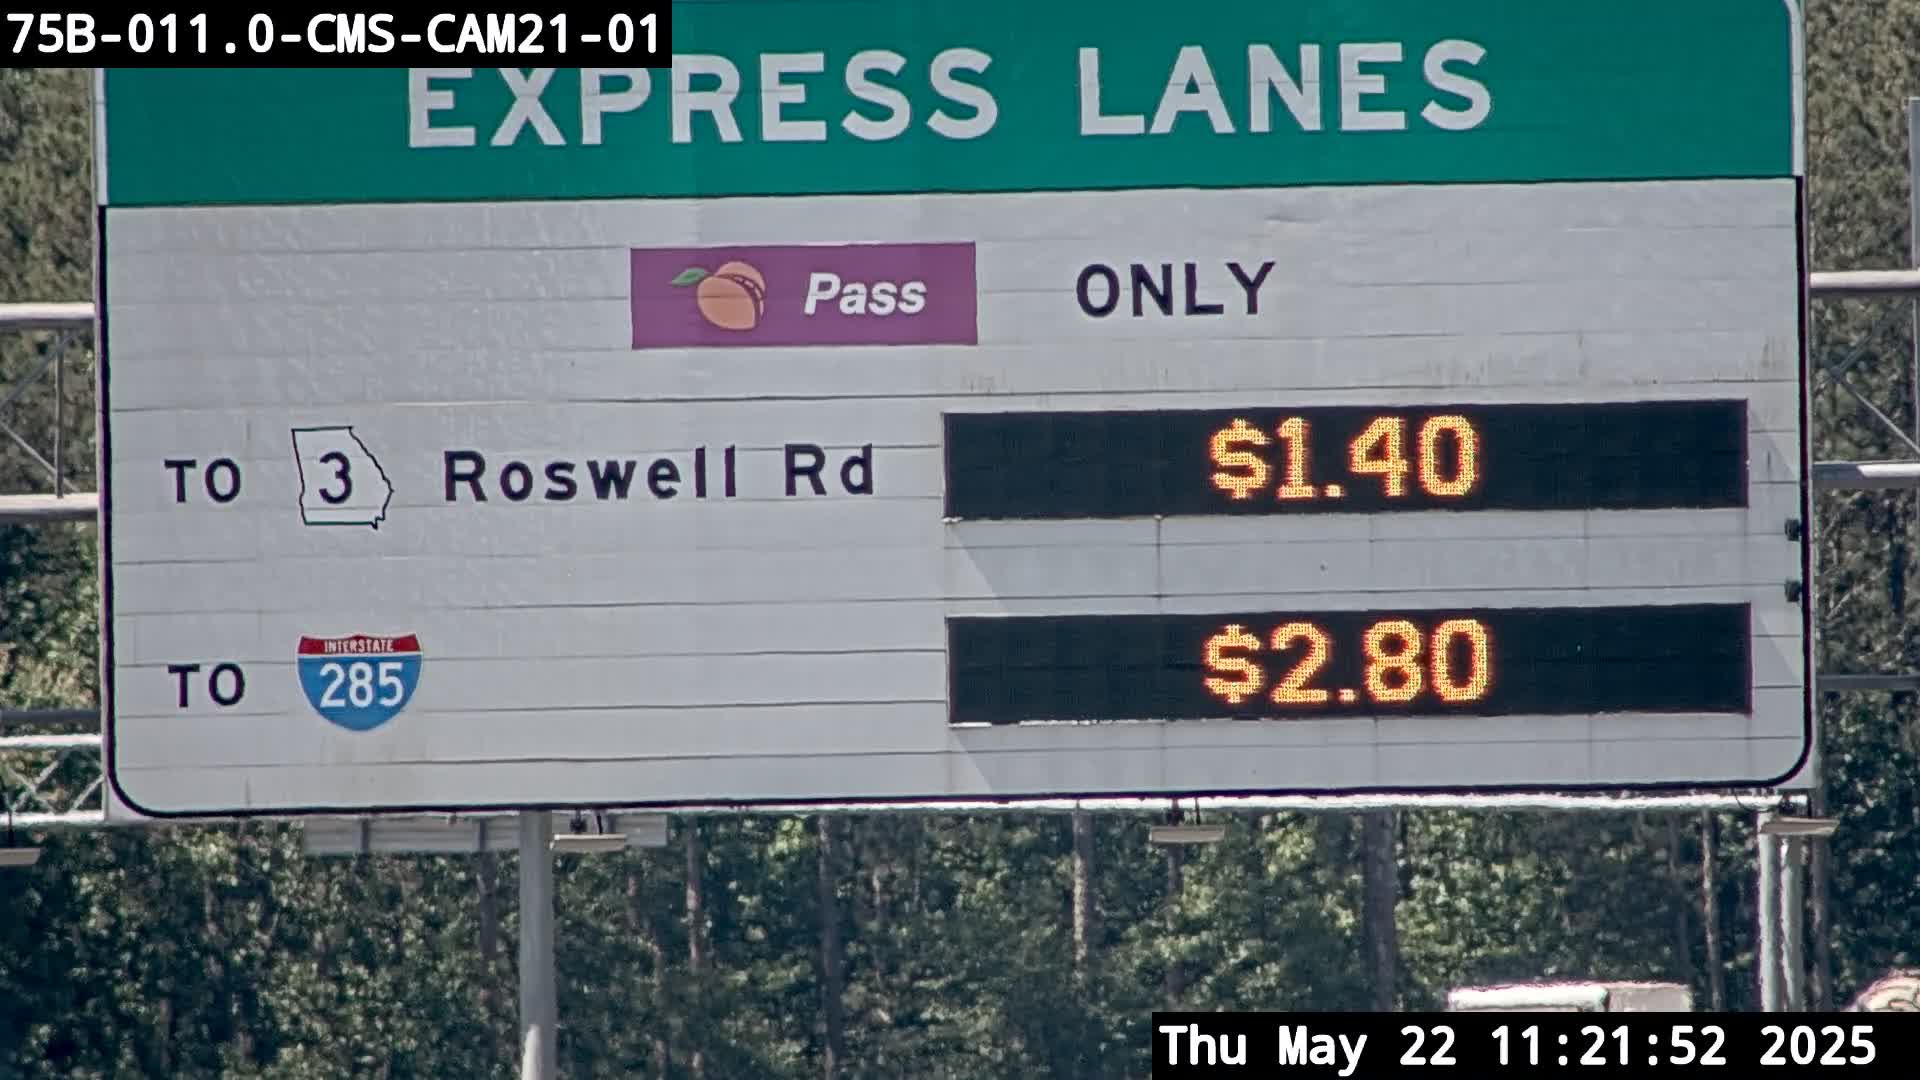 75B-011.0-CMS-CAM21-01
EXPRESS LANES
Pass ONLY
TO 3 Roswell Rd $1.40
TO INTERSTATE 285 $2.80
Thu May 22 11:21:52 2025